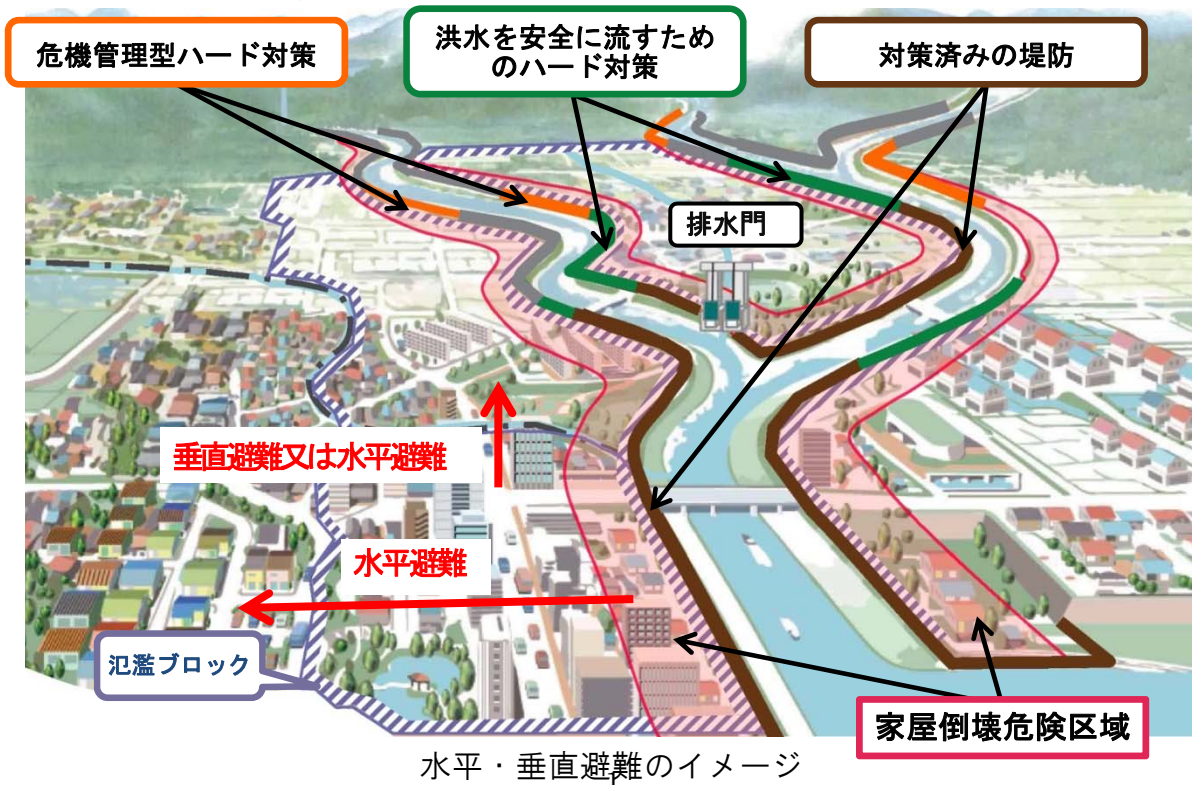 危機管理型ハード対策
洪水を安全に流すため
のハード対策
対策済みの堤防
排水門
垂直避難又は水平避難
水平避難
氾濫ブロック
家屋倒壊危険区域
水平・垂直避難のイメージ